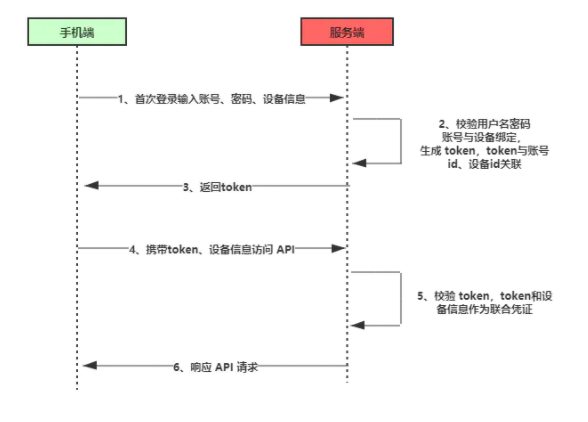 手机端
服务端
1、首次登录输入账号、密码、设备信息
2、校验用户名密码
账号与设备绑定，
生成 token，token与账号
id、设备id关联
3、返回token
4、携带token、设备信息访问 API
5、校验 token，token和设
备信息作为联合凭证
6、响应 API 请求